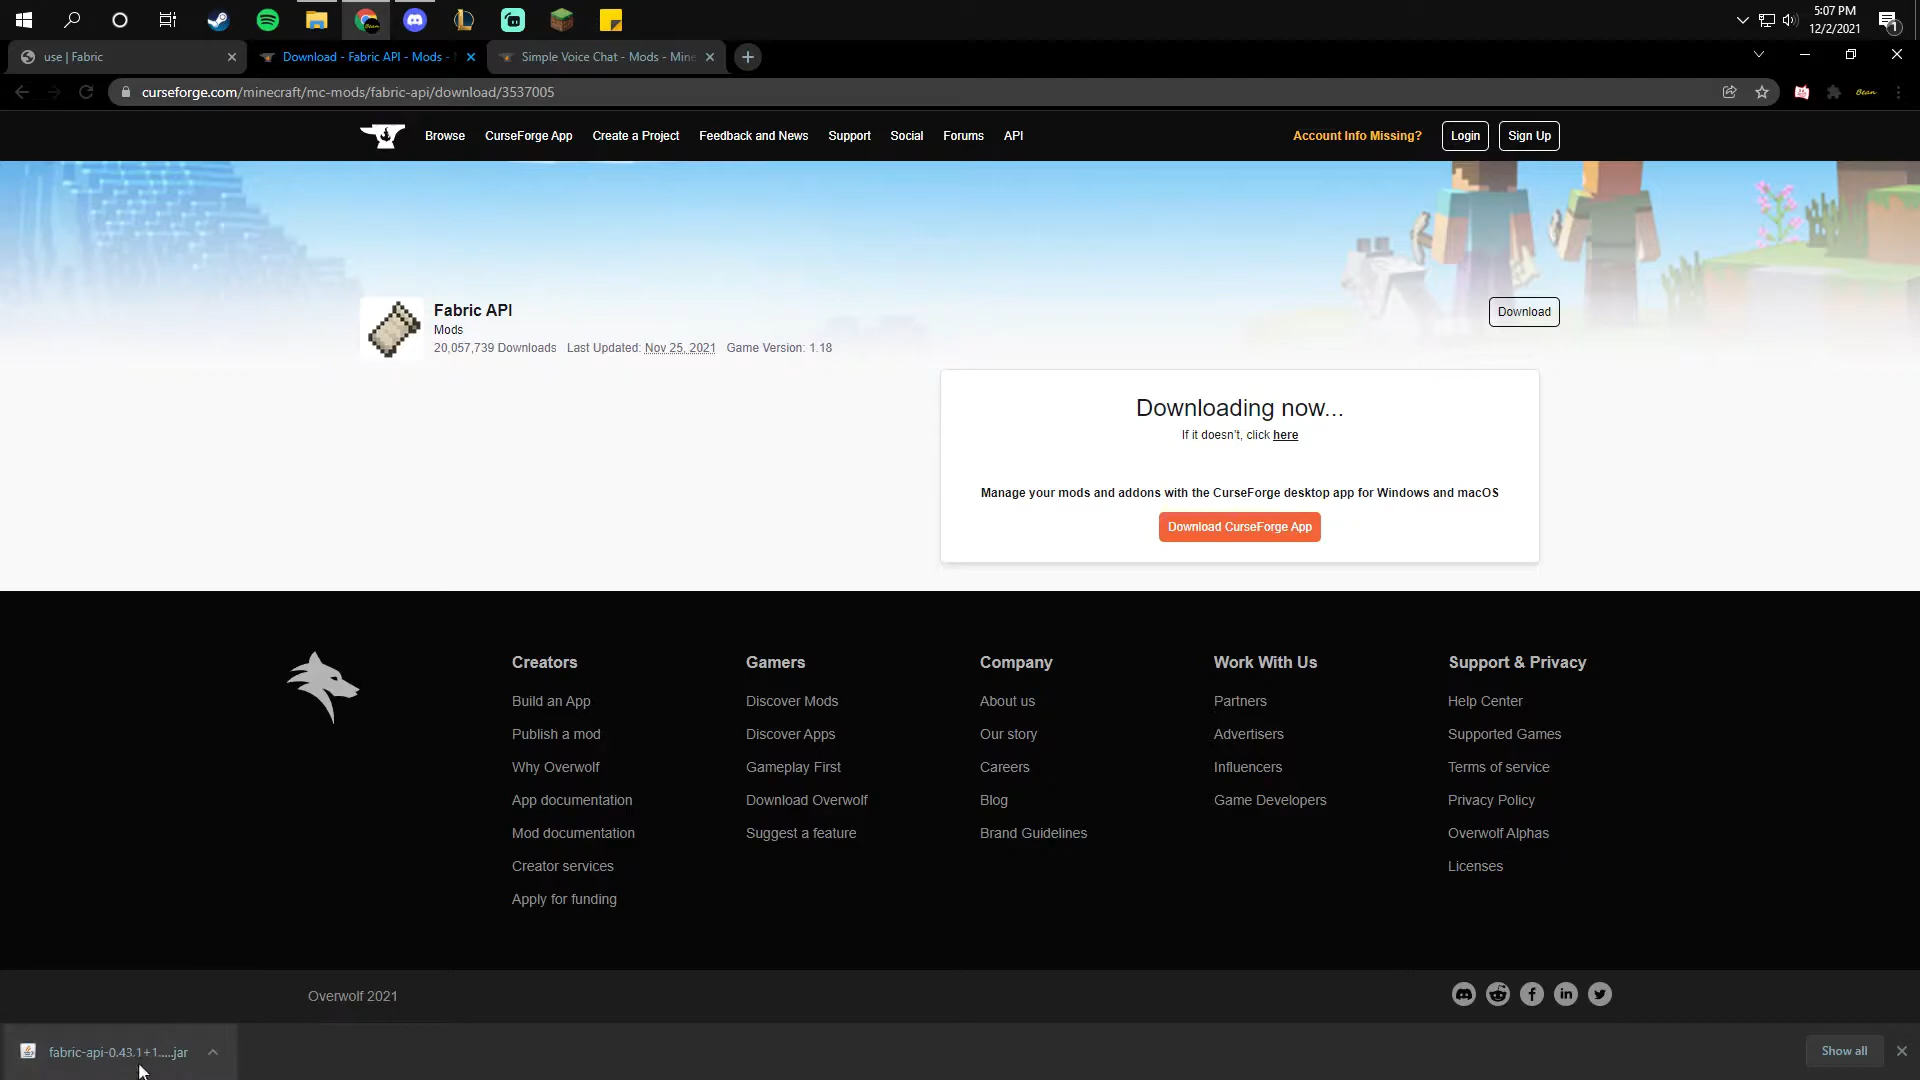 5:07 PM
12/2/2021
1
use | Fabric
Download - Fabric API - Mods -
Simple Voice Chat - Mods - Mine
curseforge.com/minecraft/mc-mods/fabric-api/download/3537005
Bean
Browse
CurseForge App
Create a Project
Feedback and News
Support
Social
Forums
API
Account Info Missing?
Login
Sign Up
Fabric API
Mods
20,057,739 Downloads Last Updated: Nov 25, 2021 Game Version: 1.18
Download
Downloading now...
If it doesn't, click here
Manage your mods and addons with the CurseForge desktop app for Windows and macOS
Download CurseForge App
Creators
Build an App
Publish a mod
Why Overwolf
App documentation
Mod documentation
Creator services
Apply for funding
Gamers
Discover Mods
Discover Apps
Gameplay First
Download Overwolf
Suggest a feature
Company
About us
Our story
Careers
Blog
Brand Guidelines
Work With Us
Partners
Advertisers
Influencers
Game Developers
Support & Privacy
Help Center
Supported Games
Terms of service
Privacy Policy
Overwolf Alphas
Licenses
Overwolf 2021
fabric-api-0.43.1+1.....jar
Show all